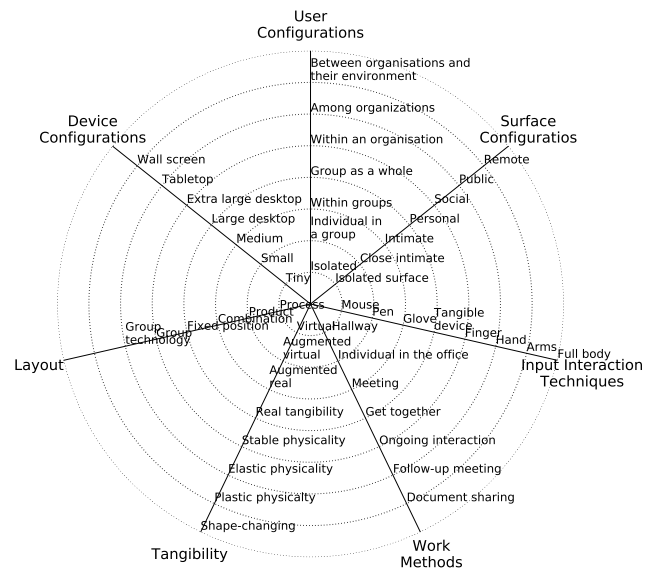 User
Configurations
Between organisations and
their environment
Among organizations
Within an organisation
Group as a whole
Within groups
Individual in
a group
Isolated
Surface
Configuratios
Remote
Public
Social
Personal
Intimate
Close intimate
Isolated surface
Device
Configurations
Wall screen
Tabletop
Extra large desktop
Large desktop
Medium
Small
Tiny
Process
Product
Combination
Fixed position
Group
Group
technology
Layout
Mouse
Pen
Glove
Tangible
device
Finger
Hand
Arms
Full body
Input Interaction
Techniques
Virtual
Augmented
virtual
Augmented
real
Real tangibility
Stable physicality
Elastic physicality
Plastic physicalty
Shape-changing
Tangibility
Hallway
Individual in the office
Meeting
Get together
Ongoing interaction
Follow-up meeting
Document sharing
Work
Methods